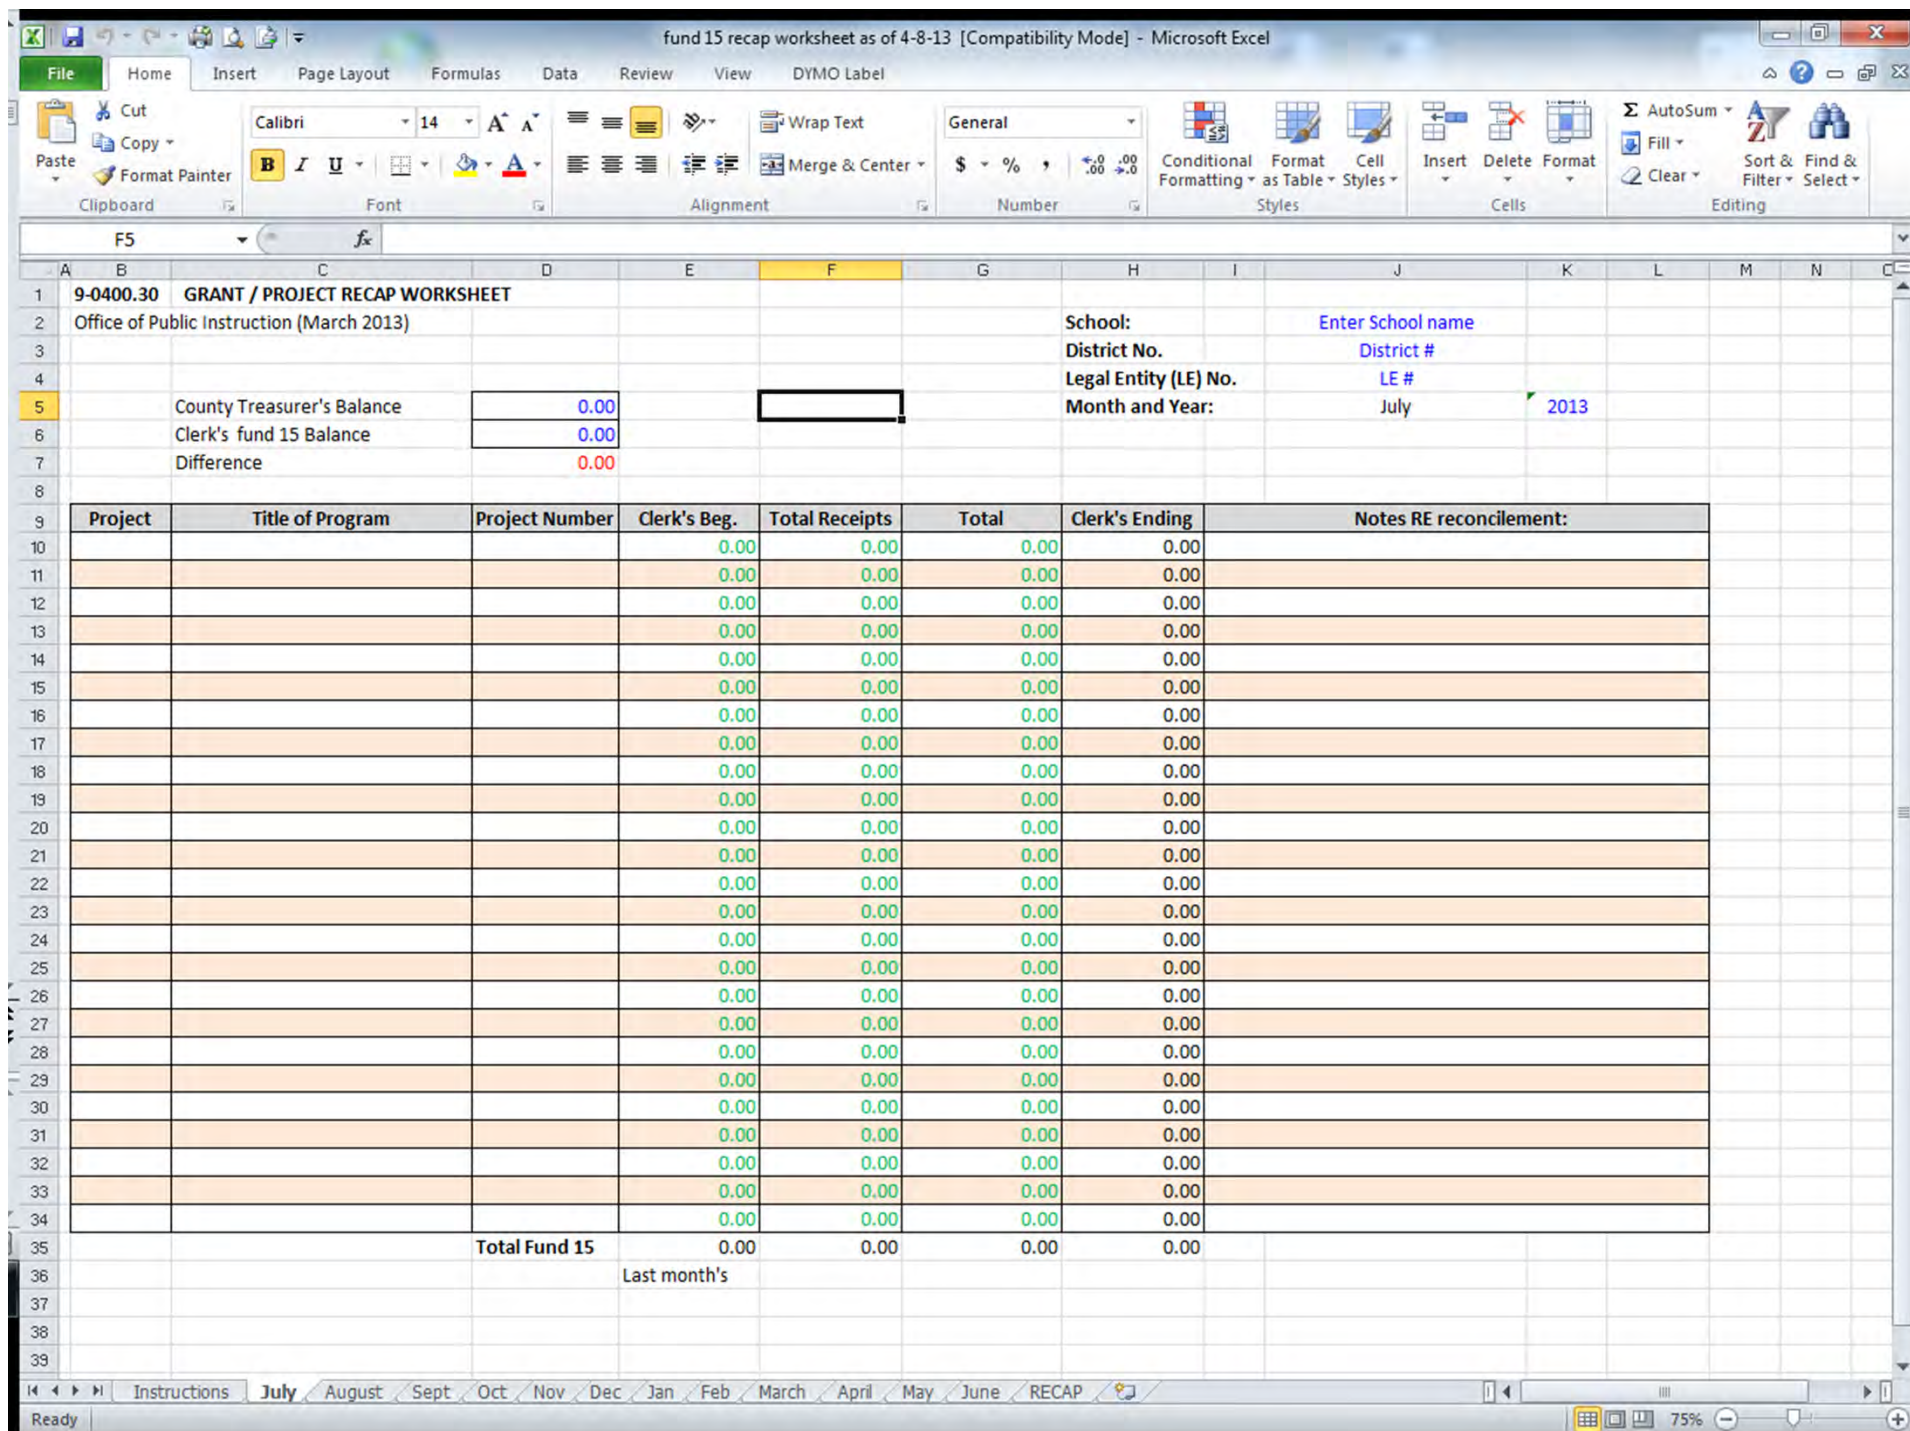 fund 15 recap worksheet as of 4-8-13 [Compatibility Mode] - Microsoft Excel
File Home Insert Page Layout Formulas Data Review View DYMO Label
Paste Cut Copy Format Painter
Calibri 14 A A
B I U A
Wrap Text
Merge & Center
General
$ % , .0 .00 .00 .0
Conditional Formatting Format as Table Cell Styles
Insert Delete Format
Σ AutoSum Fill Clear
Sort & Filter Find & Select
Clipboard Font Alignment Number Styles Cells Editing
F5 fx
A B C D E F G H I J K L M N
1 9-0400.30 GRANT / PROJECT RECAP WORKSHEET
2 Office of Public Instruction (March 2013) School: Enter School name
3 District No. District #
4 Legal Entity (LE) No. LE #
5 County Treasurer's Balance 0.00 Month and Year: July 2013
6 Clerk's fund 15 Balance 0.00
7 Difference 0.00
8
9 Project Title of Program Project Number Clerk's Beg. Total Receipts Total Clerk's Ending Notes RE reconcilement:
10 0.00 0.00 0.00 0.00
11 0.00 0.00 0.00 0.00
12 0.00 0.00 0.00 0.00
13 0.00 0.00 0.00 0.00
14 0.00 0.00 0.00 0.00
15 0.00 0.00 0.00 0.00
16 0.00 0.00 0.00 0.00
17 0.00 0.00 0.00 0.00
18 0.00 0.00 0.00 0.00
19 0.00 0.00 0.00 0.00
20 0.00 0.00 0.00 0.00
21 0.00 0.00 0.00 0.00
22 0.00 0.00 0.00 0.00
23 0.00 0.00 0.00 0.00
24 0.00 0.00 0.00 0.00
25 0.00 0.00 0.00 0.00
26 0.00 0.00 0.00 0.00
27 0.00 0.00 0.00 0.00
28 0.00 0.00 0.00 0.00
29 0.00 0.00 0.00 0.00
30 0.00 0.00 0.00 0.00
31 0.00 0.00 0.00 0.00
32 0.00 0.00 0.00 0.00
33 0.00 0.00 0.00 0.00
34 0.00 0.00 0.00 0.00
35 Total Fund 15 0.00 0.00 0.00 0.00
36 Last month's
37
38
39
Instructions July August Sept Oct Nov Dec Jan Feb March April May June RECAP
Ready 75%